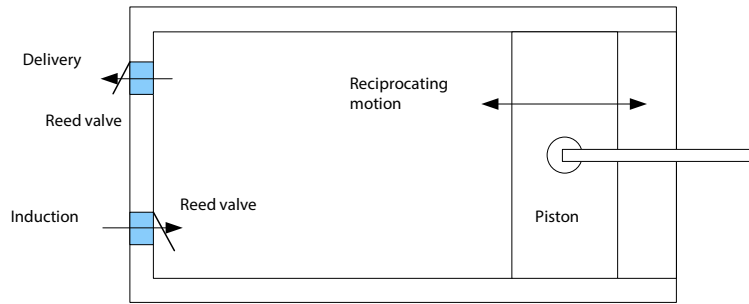 Delivery
Reed valve
Reciprocating
motion
Reed valve
Induction
Piston